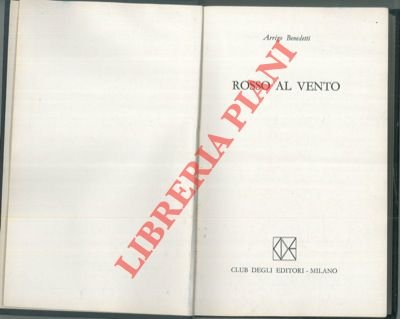 Arrigo Benedetti
ROSSO AL VENTO
LIBRERIA PIANI
CLUB DEGLI EDITORI - MILANO